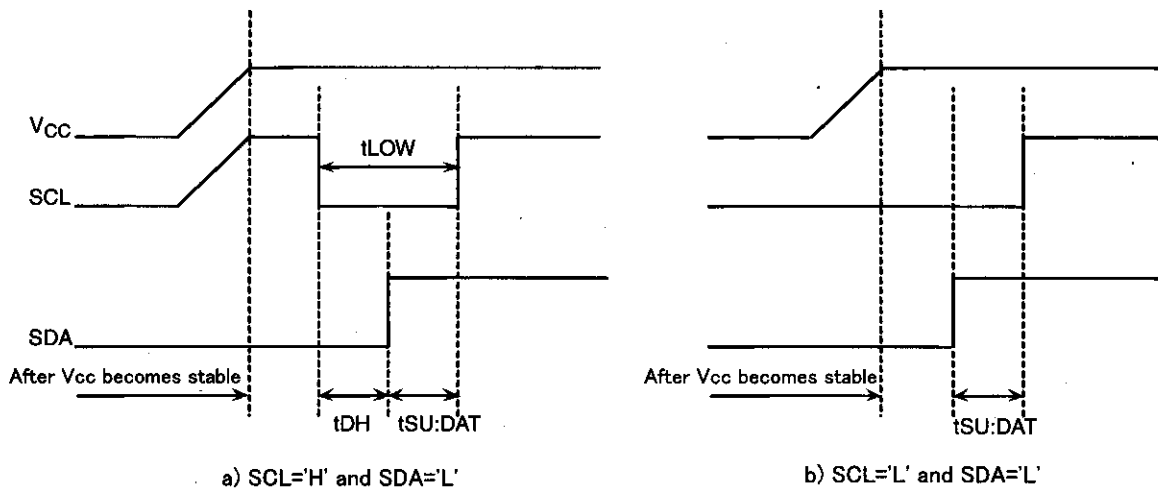 VCC
tLOW
SCL
SDA
After Vcc becomes stable
tDH
tSU:DAT
a) SCL='H' and SDA='L'
After Vcc becomes stable
tSU:DAT
b) SCL='L' and SDA='L'